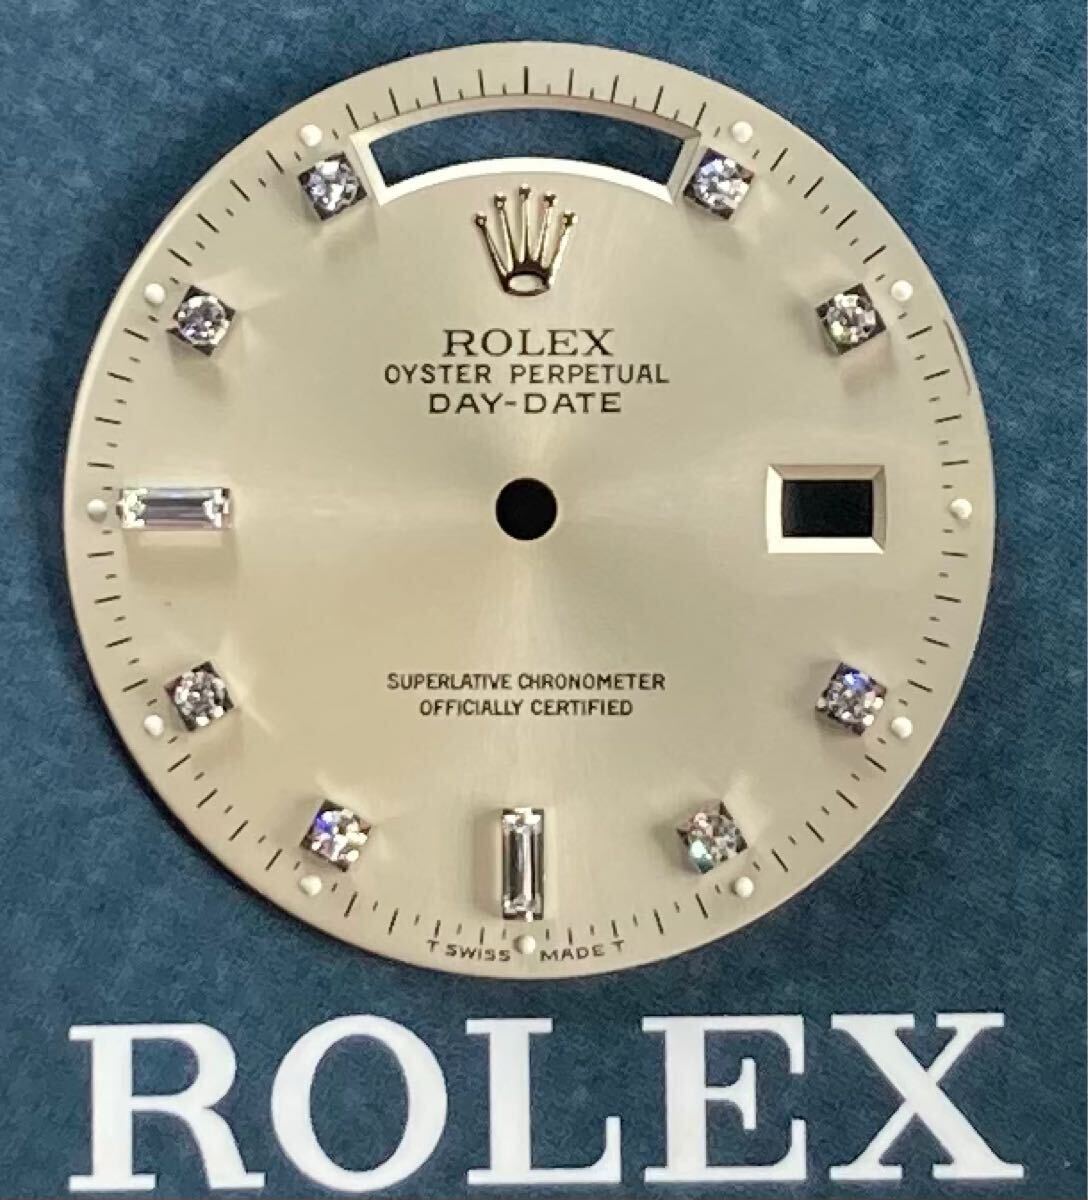 ROLEX
OYSTER PERPETUAL
DAY-DATE
SUPERLATIVE CHRONOMETER
OFFICIALLY CERTIFIED
T SWISS MADE T
ROLEX